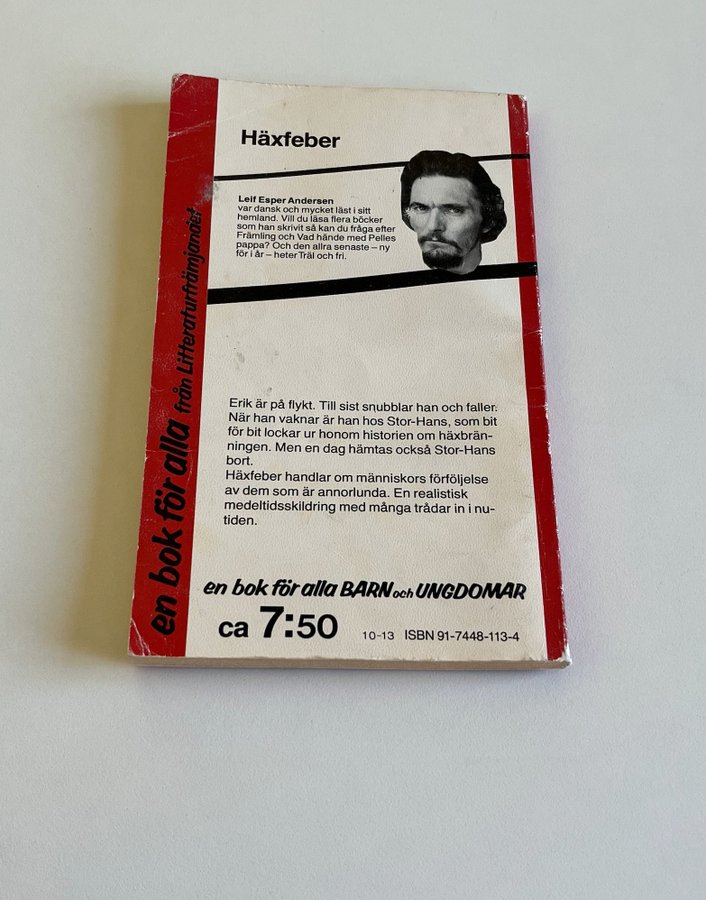 Häxfeber
Leif Esper Andersen
var dansk och mycket läst i sitt
hemland. Vill du läsa flera böcker
som han skrivit så kan du fråga efter
Främling och Vad hände med Pelles
pappa? Och den allra senaste – ny
för i år – heter Träl och fri.
Erik är på flykt. Till sist snubblar han och faller.
När han vaknar är han hos Stor-Hans, som bit
för bit lockar ur honom historien om häxbrän-
ningen. Men en dag hämtas också Stor-Hans
bort.
Häxfeber handlar om människors förföljelse
av dem som är annorlunda. En realistisk
medeltidsskildring med många trådar in i nu-
tiden.
en bok för alla BARN och UNGDOMAR
ca 7:50 10-13 ISBN 91-7448-113-4
en bok för alla från Litteraturfrämjandet